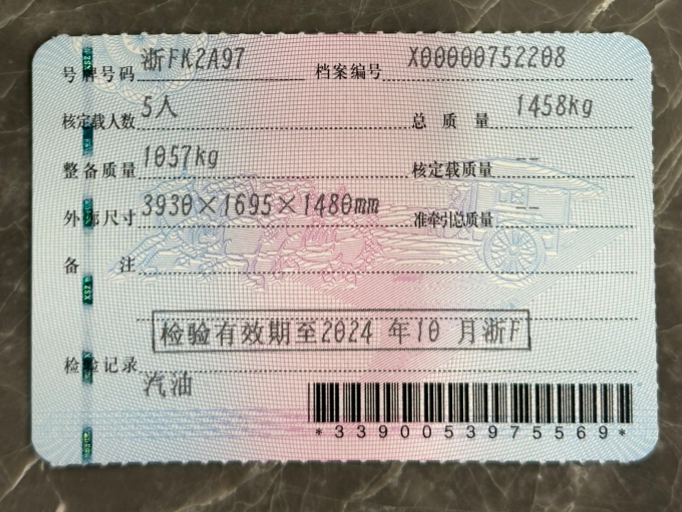 号牌号码 浙FK2A97 档案编号 X00000752208
核定载人数 5人 总质量 1458kg
整备质量 1057kg 核定载质量 --
外廓尺寸 3930×1695×1480mm 准牵引总质量 --
备注
检验有效期至2024年10月浙F
检验记录
汽油
*3390053975569*